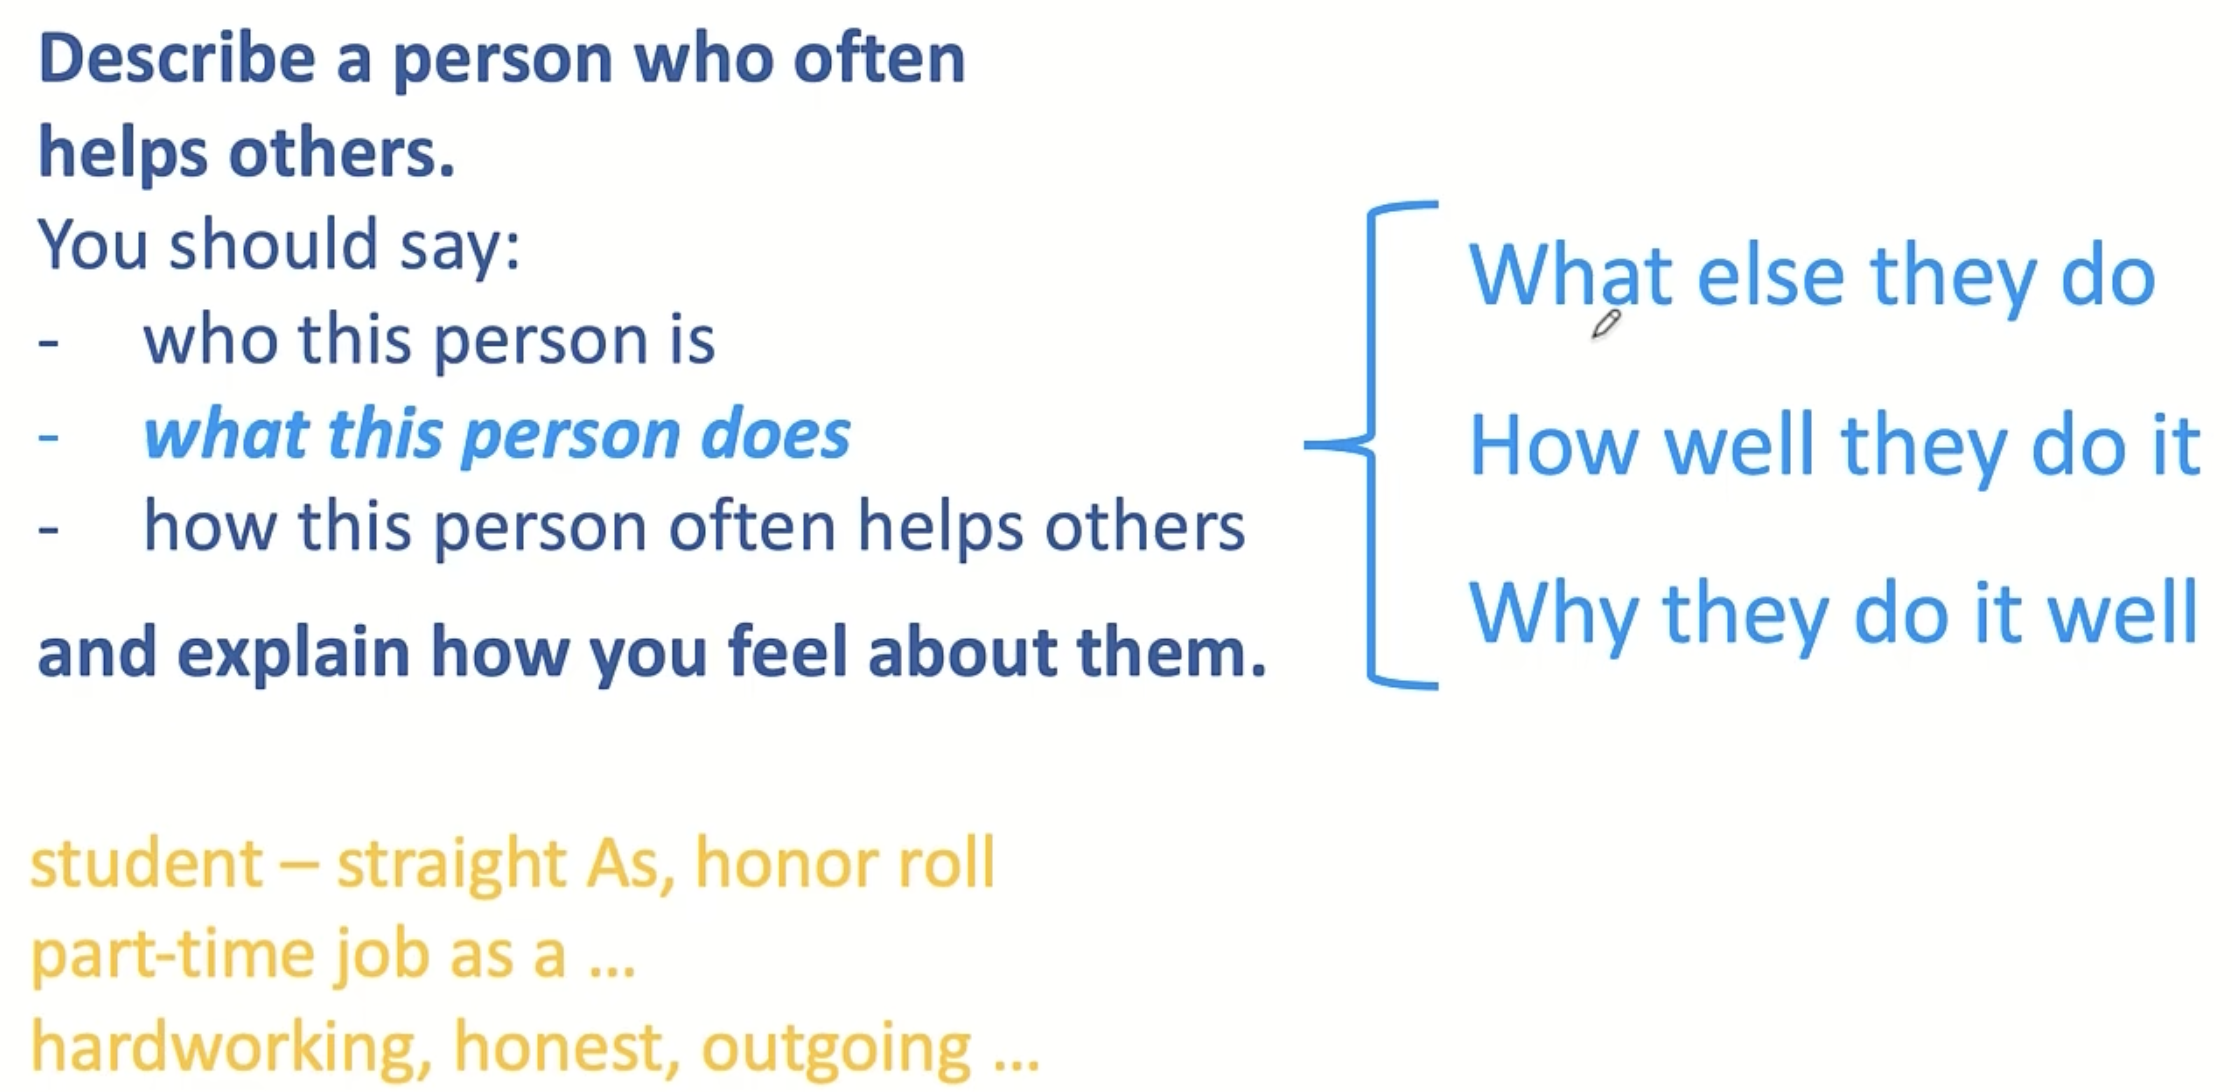 Describe a person who often
helps others.
You should say:
- who this person is
- what this person does
- how this person often helps others
and explain how you feel about them.
What else they do
How well they do it
Why they do it well
student – straight As, honor roll
part-time job as a ...
hardworking, honest, outgoing ...